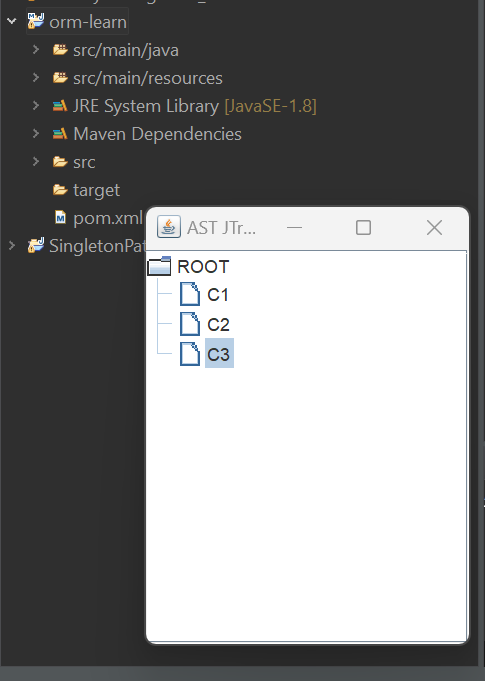 orm-learn
src/main/java
src/main/resources
JRE System Library [JavaSE-1.8]
Maven Dependencies
src
target
pom.xml
SingletonPat
AST JTr...
ROOT
C1
C2
C3